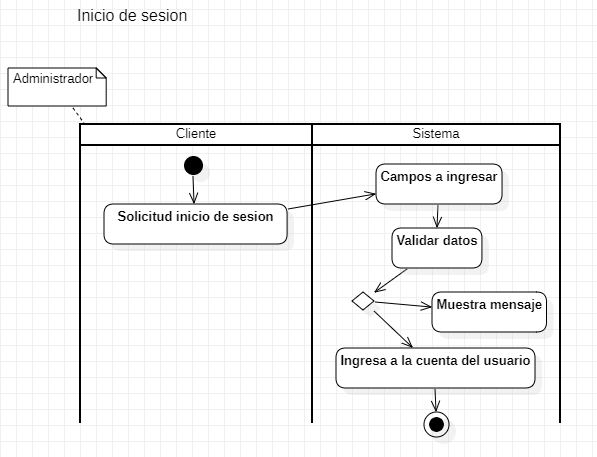 Inicio de sesion
Administrador
Cliente
Sistema
Campos a ingresar
Solicitud inicio de sesion
Validar datos
Muestra mensaje
Ingresa a la cuenta del usuario